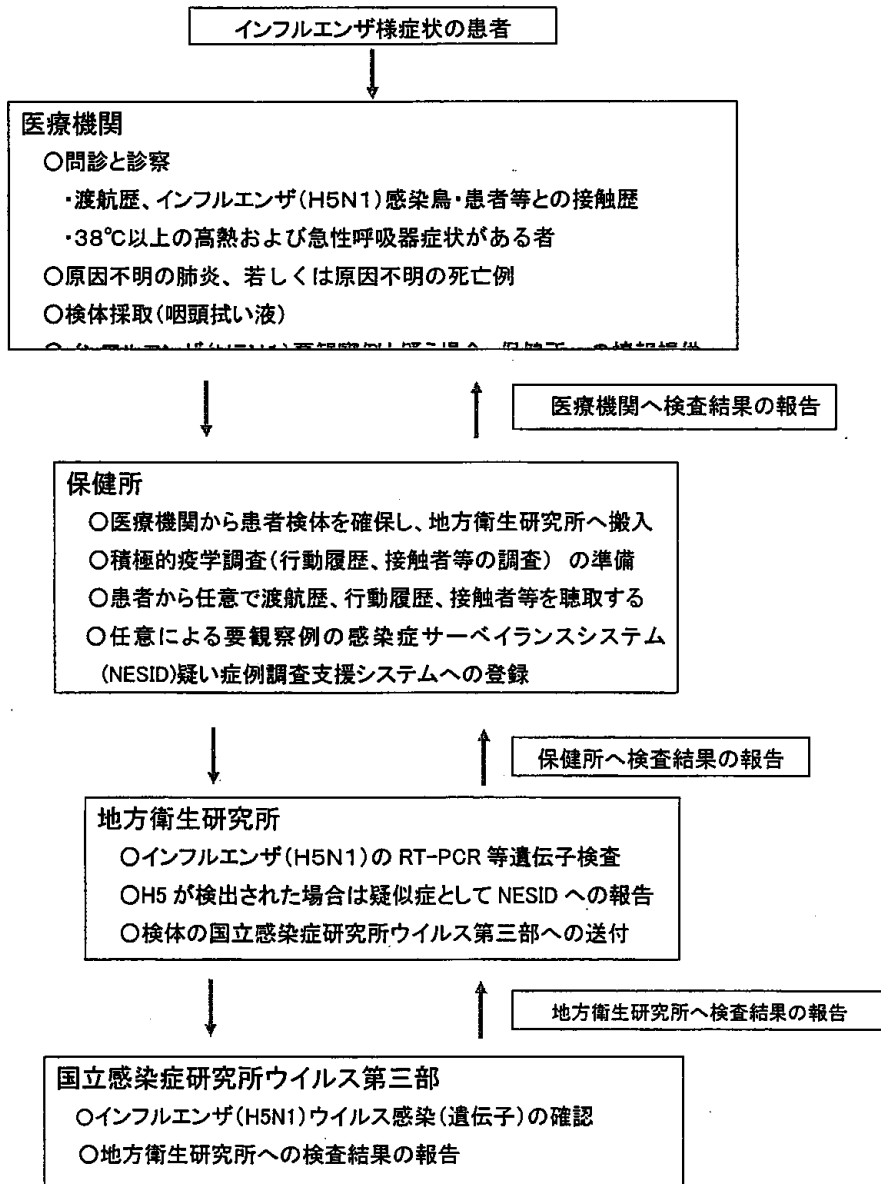 インフルエンザ様症状の患者
医療機関
○問診と診察
・渡航歴、インフルエンザ(H5N1)感染鳥・患者等との接触歴
・38℃以上の高熱および急性呼吸器症状がある者
○原因不明の肺炎、若しくは原因不明の死亡例
○検体採取(咽頭拭い液)
医療機関へ検査結果の報告
保健所
○医療機関から患者検体を確保し、地方衛生研究所へ搬入
○積極的疫学調査(行動履歴、接触者等の調査) の準備
○患者から任意で渡航歴、行動履歴、接触者等を聴取する
○任意による要観察例の感染症サーベイランスシステム
(NESID)疑い症例調査支援システムへの登録
保健所へ検査結果の報告
地方衛生研究所
○インフルエンザ(H5N1)の RT-PCR 等遺伝子検査
○H5 が検出された場合は疑似症として NESID への報告
○検体の国立感染症研究所ウイルス第三部への送付
地方衛生研究所へ検査結果の報告
国立感染症研究所ウイルス第三部
○インフルエンザ(H5N1)ウイルス感染(遺伝子)の確認
○地方衛生研究所への検査結果の報告